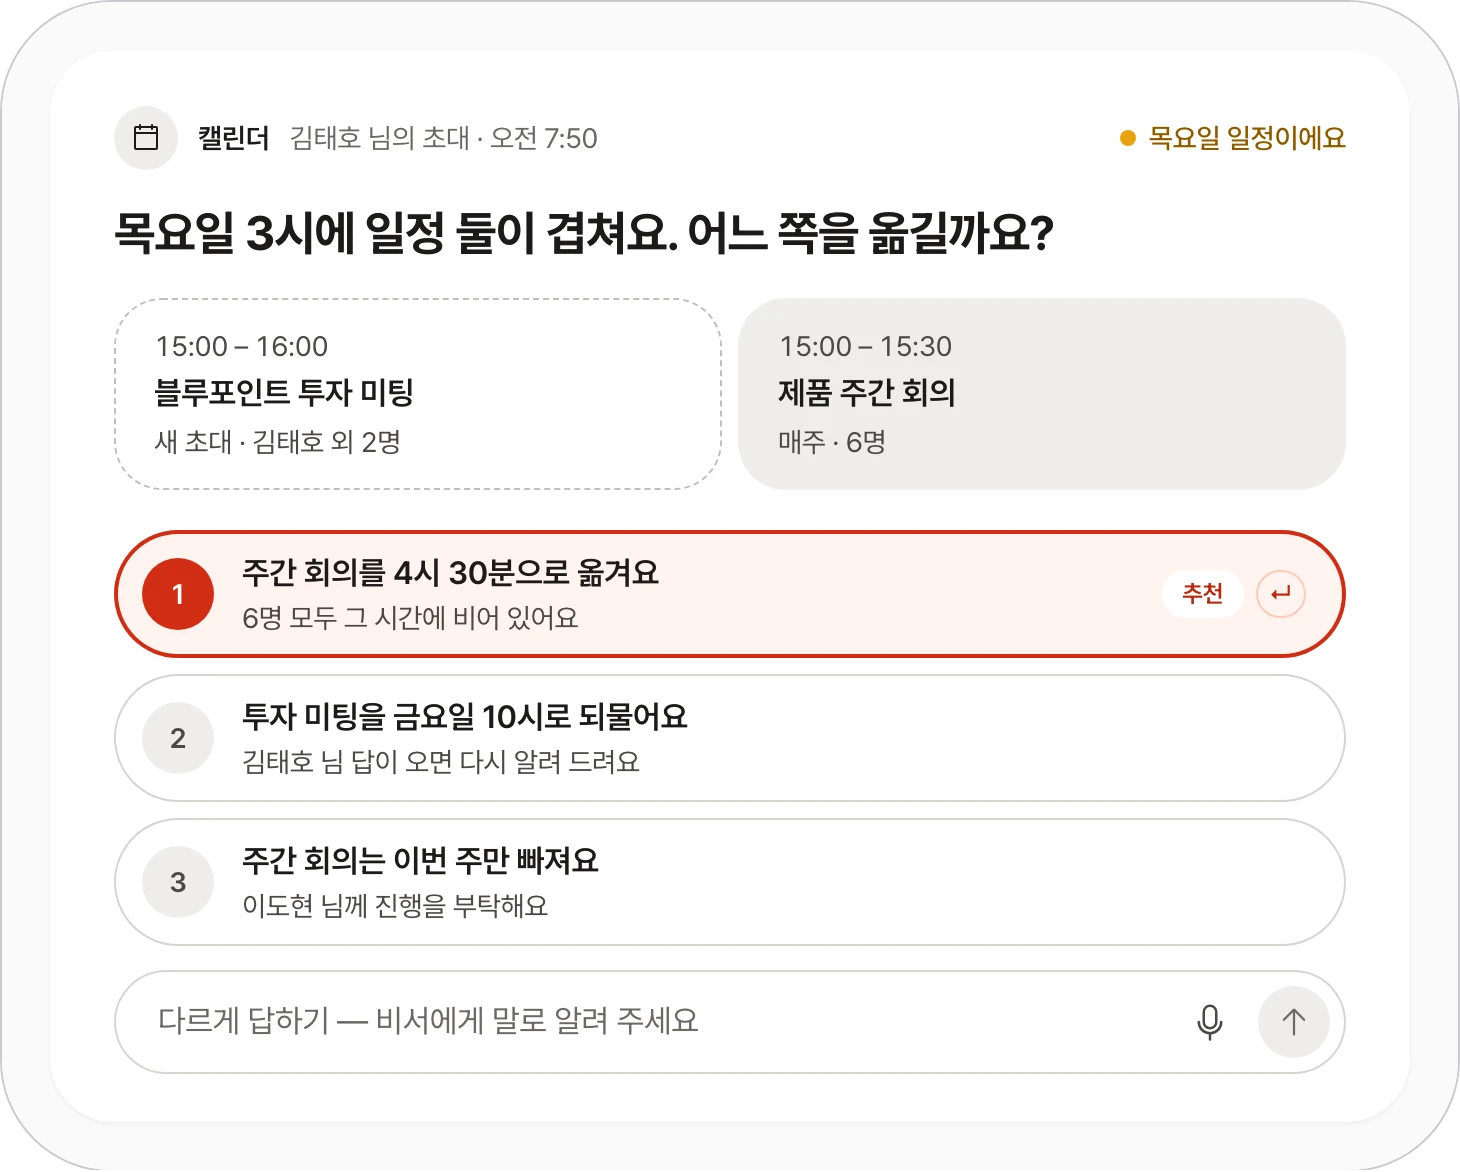 캘린더 김태호 님의 초대 · 오전 7:50
목요일 일정이에요
목요일 3시에 일정 둘이 겹쳐요. 어느 쪽을 옮길까요?
15:00 – 16:00
블루포인트 투자 미팅
새 초대 · 김태호 외 2명
15:00 – 15:30
제품 주간 회의
매주 · 6명
1
주간 회의를 4시 30분으로 옮겨요
6명 모두 그 시간에 비어 있어요
추천
2
투자 미팅을 금요일 10시로 되물어요
김태호 님 답이 오면 다시 알려 드려요
3
주간 회의는 이번 주만 빠져요
이도현 님께 진행을 부탁해요
다르게 답하기 — 비서에게 말로 알려 주세요